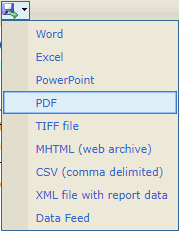 Word
Excel
PowerPoint
PDF
TIFF file
MHTML (web archive)
CSV (comma delimited)
XML file with report data
Data Feed